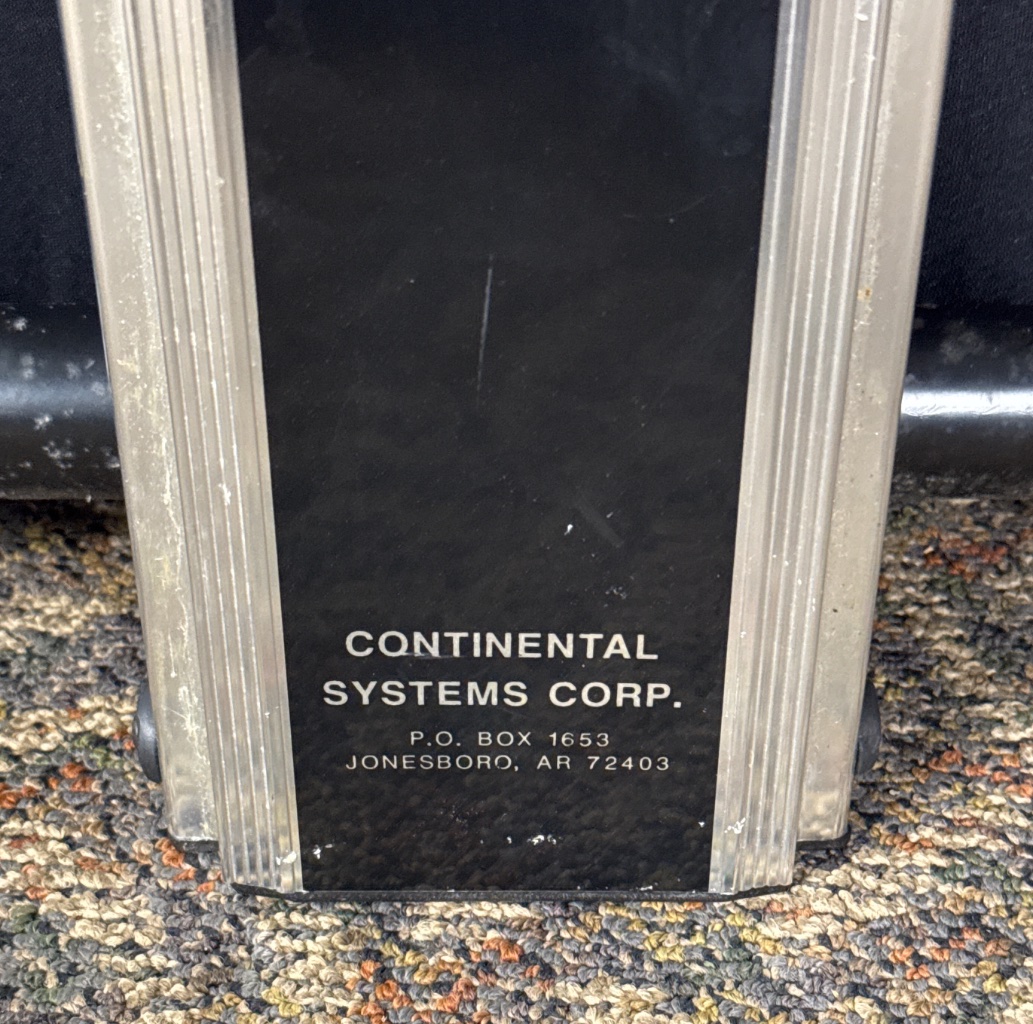 CONTINENTAL
SYSTEMS CORP.
P.O. BOX 1653
JONESBORO, AR 72403